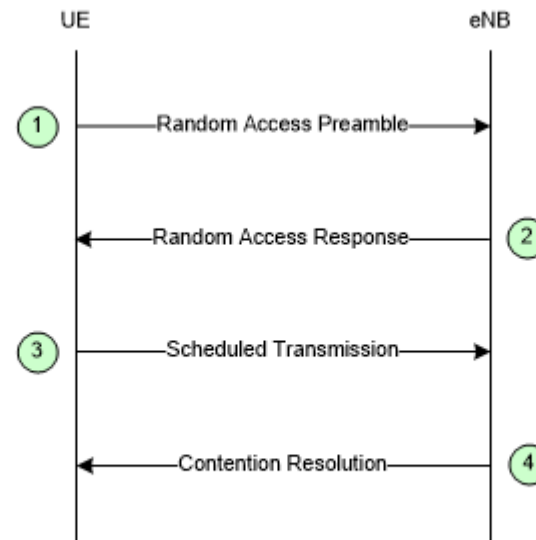 UE
eNB
1
Random Access Preamble
Random Access Response
2
3
Scheduled Transmission
Contention Resolution
4